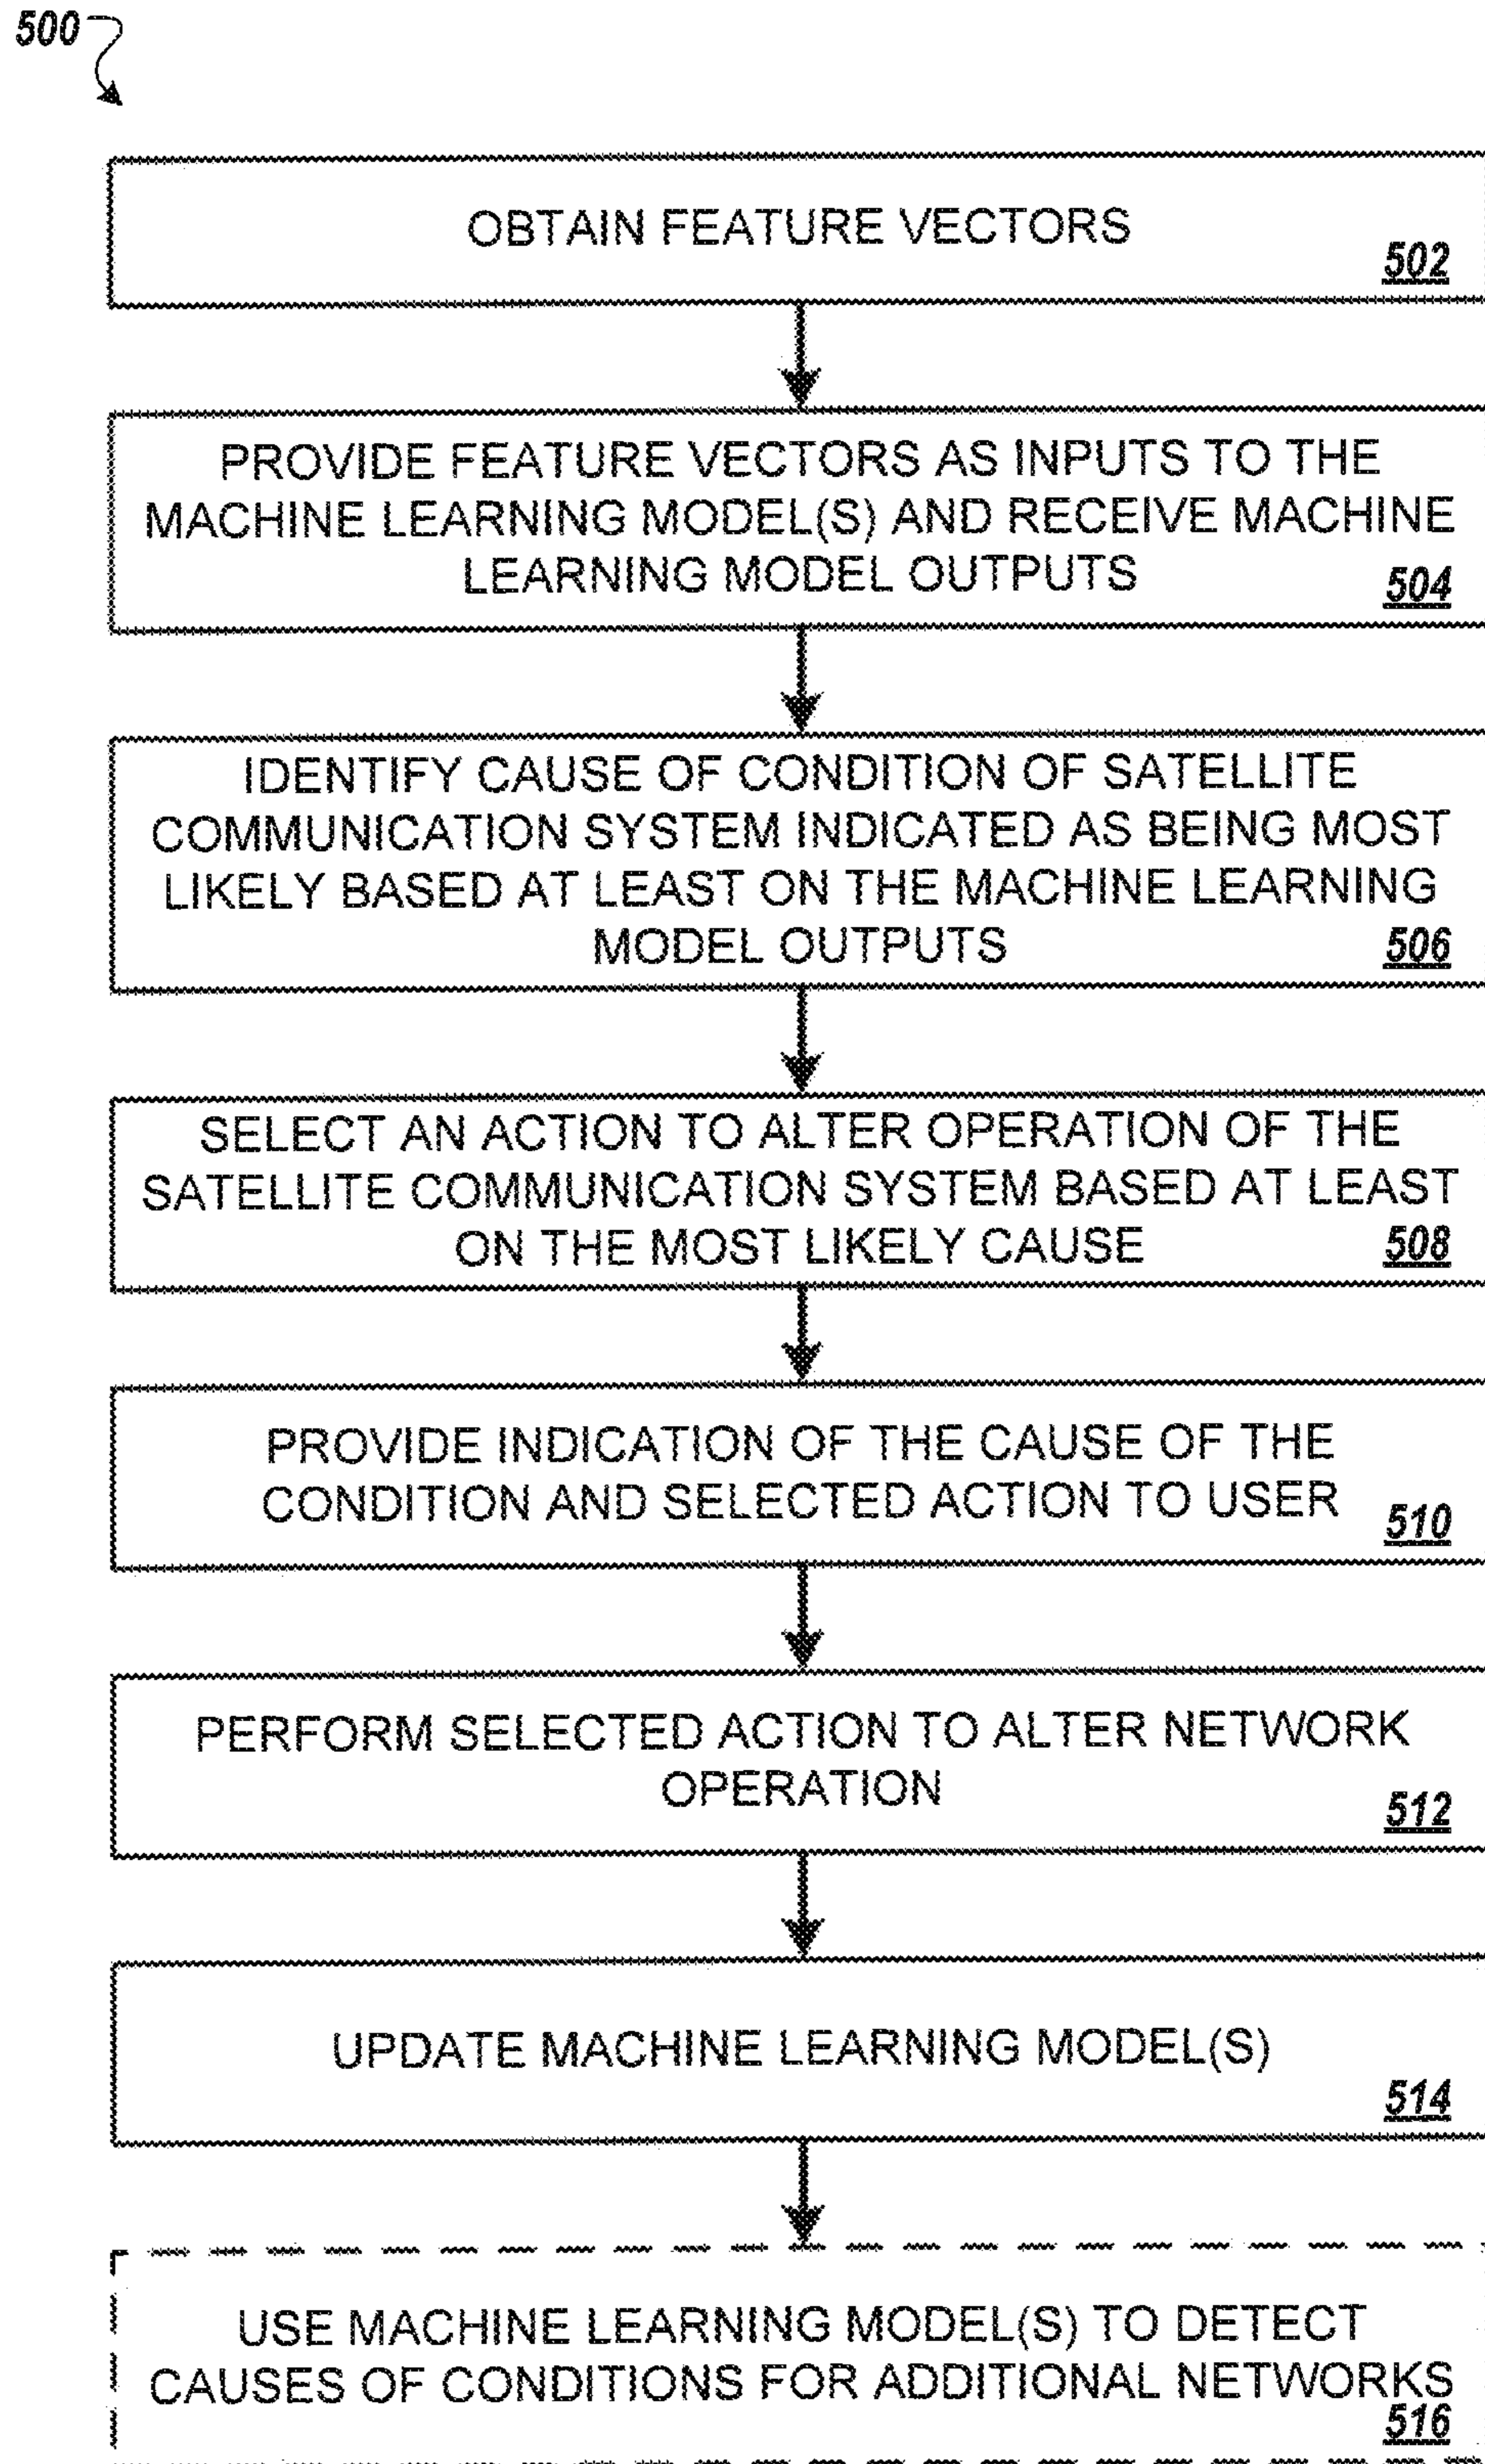 500
OBTAIN FEATURE VECTORS
502
PROVIDE FEATURE VECTORS AS INPUTS TO THE
MACHINE LEARNING MODEL(S) AND RECEIVE MACHINE
LEARNING MODEL OUTPUTS
504
IDENTIFY CAUSE OF CONDITION OF SATELLITE
COMMUNICATION SYSTEM INDICATED AS BEING MOST
LIKELY BASED AT LEAST ON THE MACHINE LEARNING
MODEL OUTPUTS
506
SELECT AN ACTION TO ALTER OPERATION OF THE
SATELLITE COMMUNICATION SYSTEM BASED AT LEAST
ON THE MOST LIKELY CAUSE
508
PROVIDE INDICATION OF THE CAUSE OF THE
CONDITION AND SELECTED ACTION TO USER
510
PERFORM SELECTED ACTION TO ALTER NETWORK
OPERATION
512
UPDATE MACHINE LEARNING MODEL(S)
514
USE MACHINE LEARNING MODEL(S) TO DETECT
CAUSES OF CONDITIONS FOR ADDITIONAL NETWORKS
516